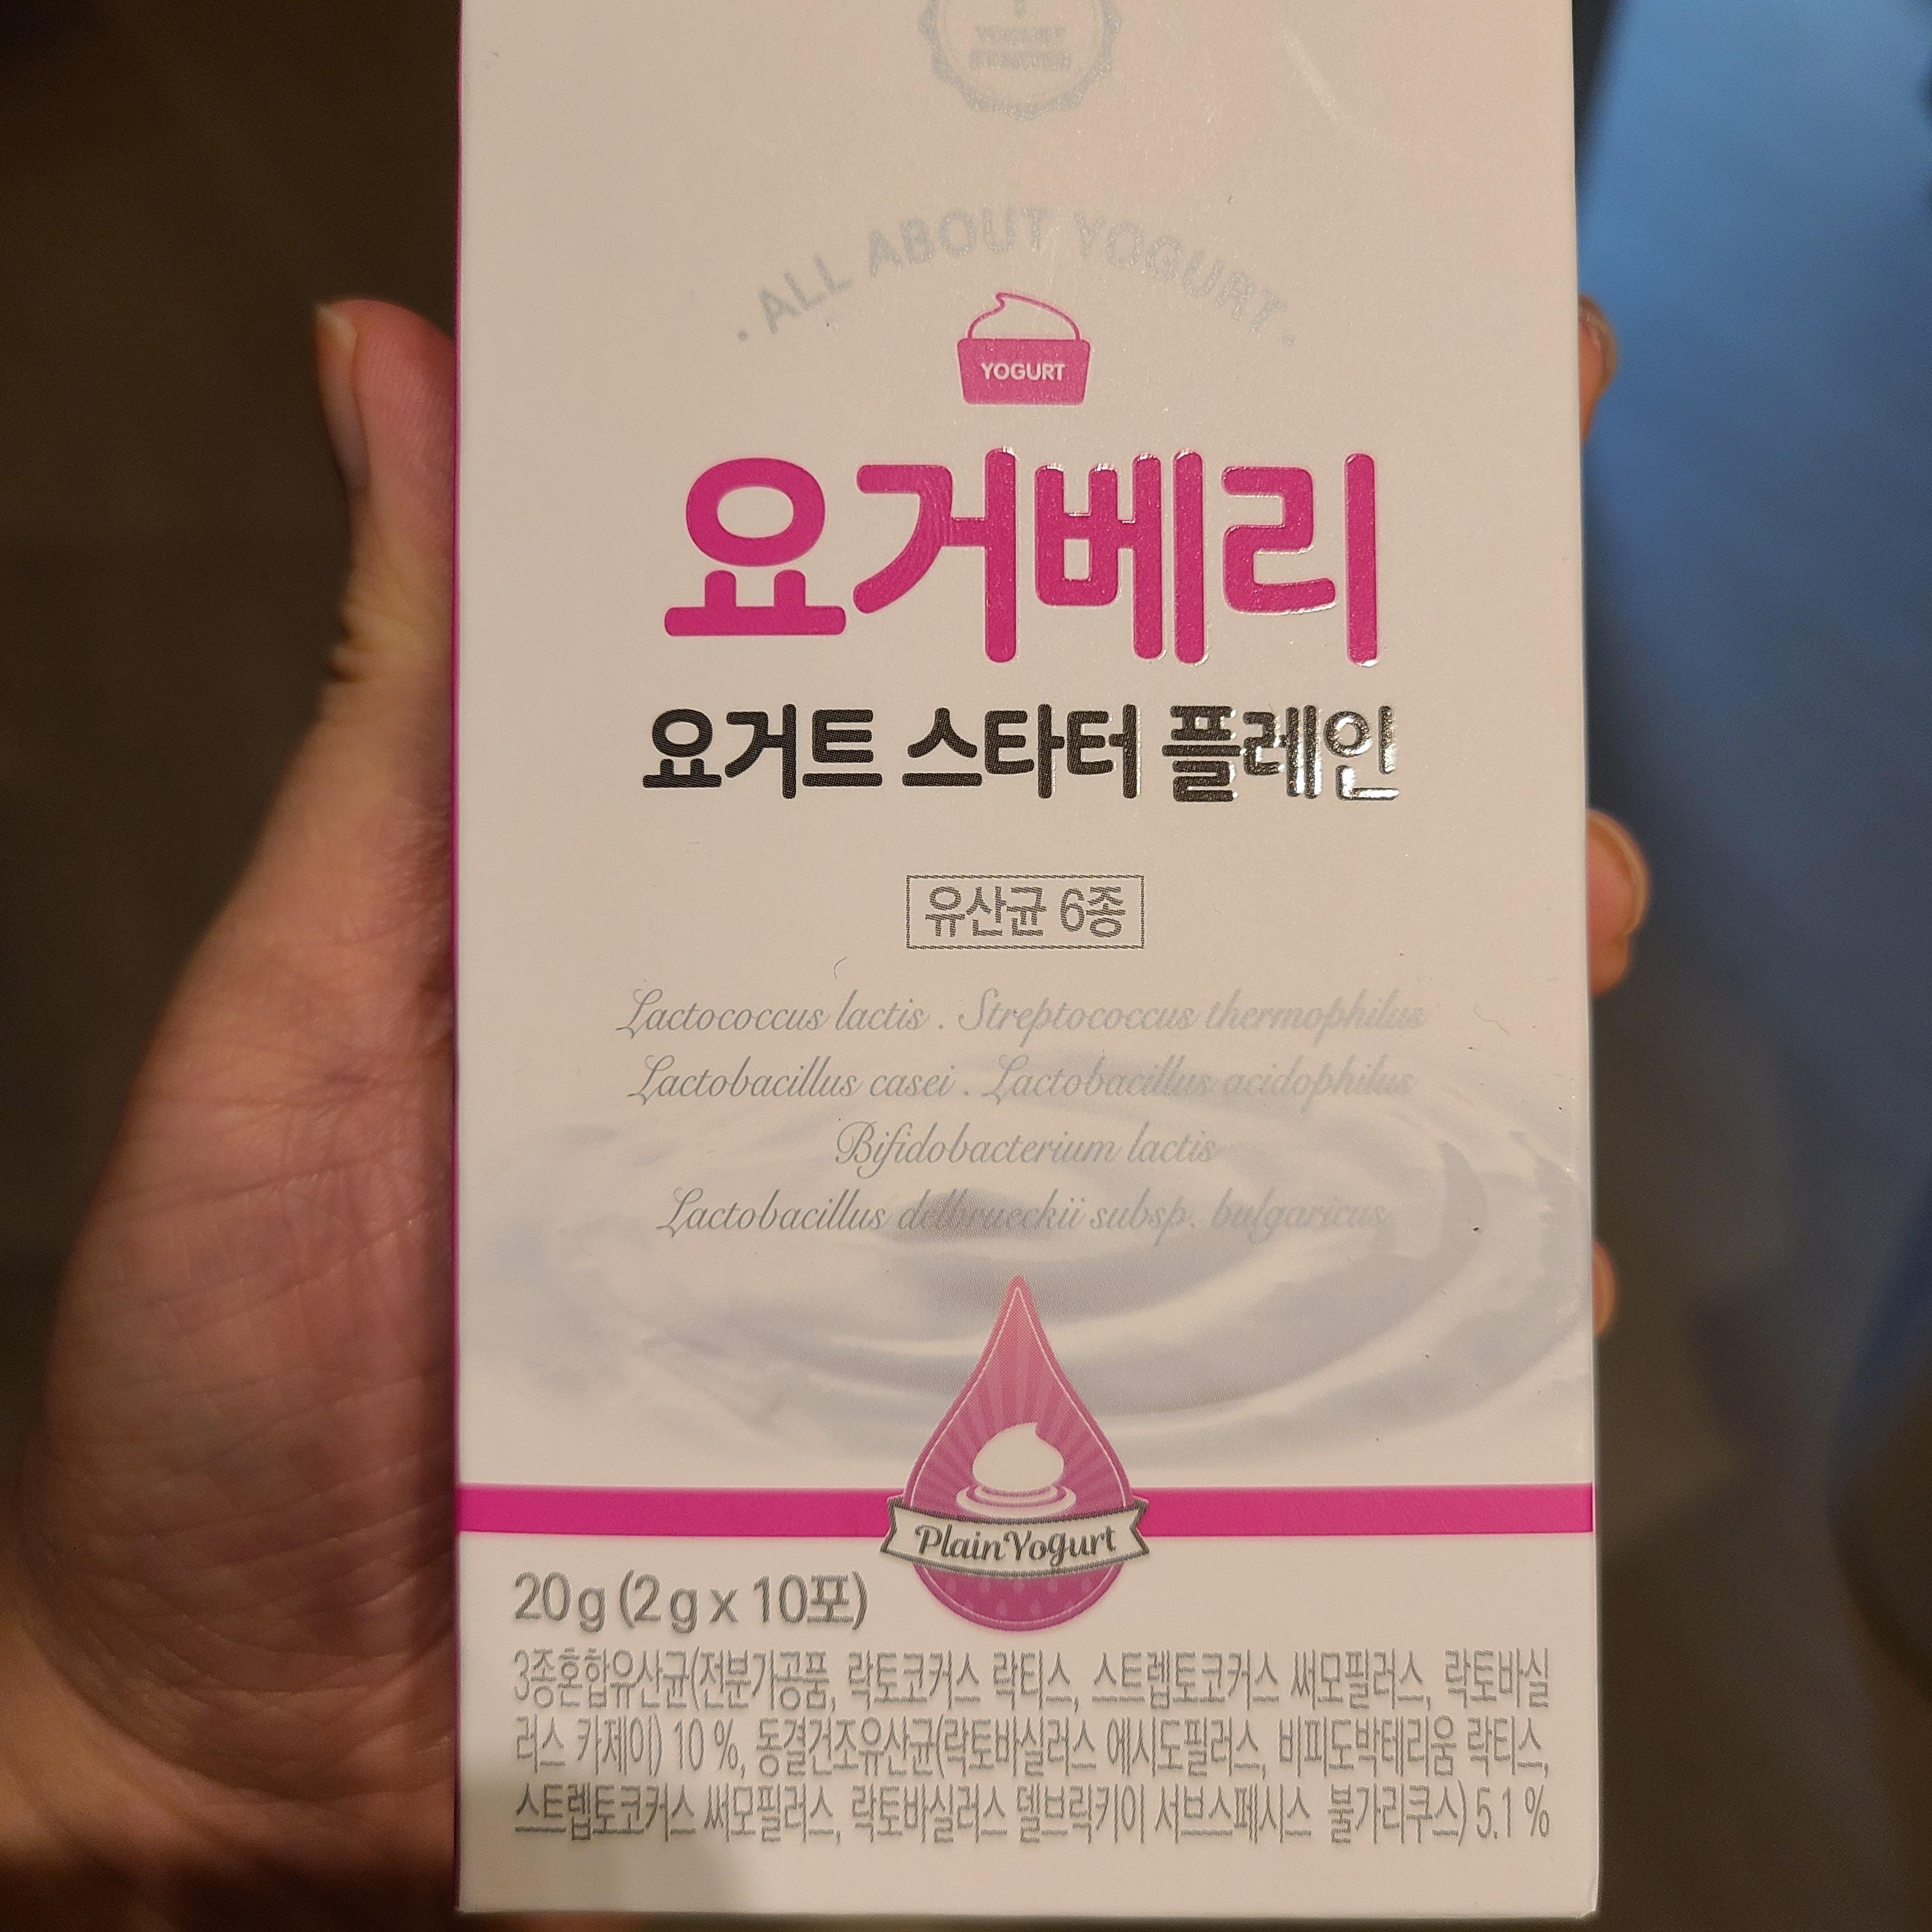 · ALL ABOUT YOGURT ·
YOGURT
요거베리
요거트 스타터 플레인
유산균 6종
Lactococcus lactis . Streptococcus thermophilus
Lactobacillus casei . Lactobacillus acidophilus
Bifidobacterium lactis
Lactobacillus delbrueckii subsp. bulgaricus
Plain Yogurt
20g (2g x 10포)
3종혼합유산균(전분가공품, 락토코커스 락티스, 스트렙토코커스 써모필러스, 락토바실
러스 카제이) 10 %, 동결건조유산균(락토바실러스 에시도필러스, 비피도박테리움 락티스,
스트렙토코커스 써모필러스, 락토바실러스 델브릭키이 서브스페시스 불가리쿠스) 5.1 %